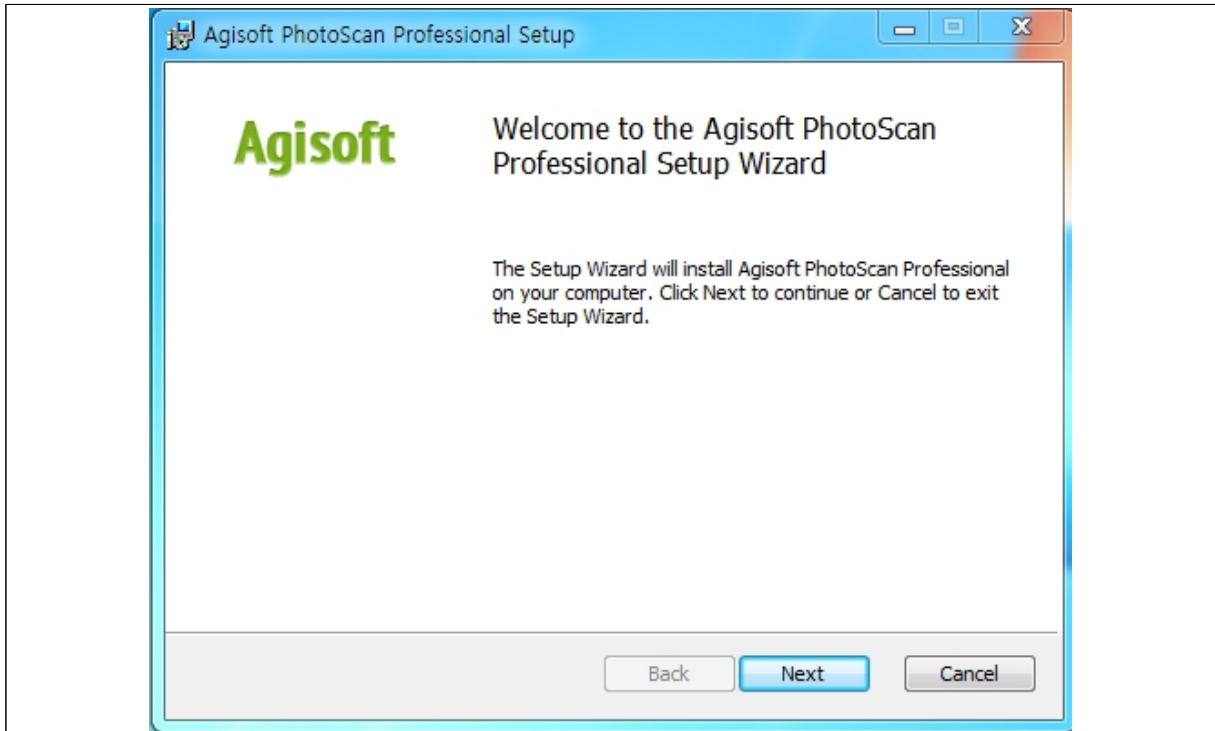 Agisoft PhotoScan Professional Setup
Agisoft
Welcome to the Agisoft PhotoScan
Professional Setup Wizard
The Setup Wizard will install Agisoft PhotoScan Professional
on your computer. Click Next to continue or Cancel to exit
the Setup Wizard.
Back Next Cancel